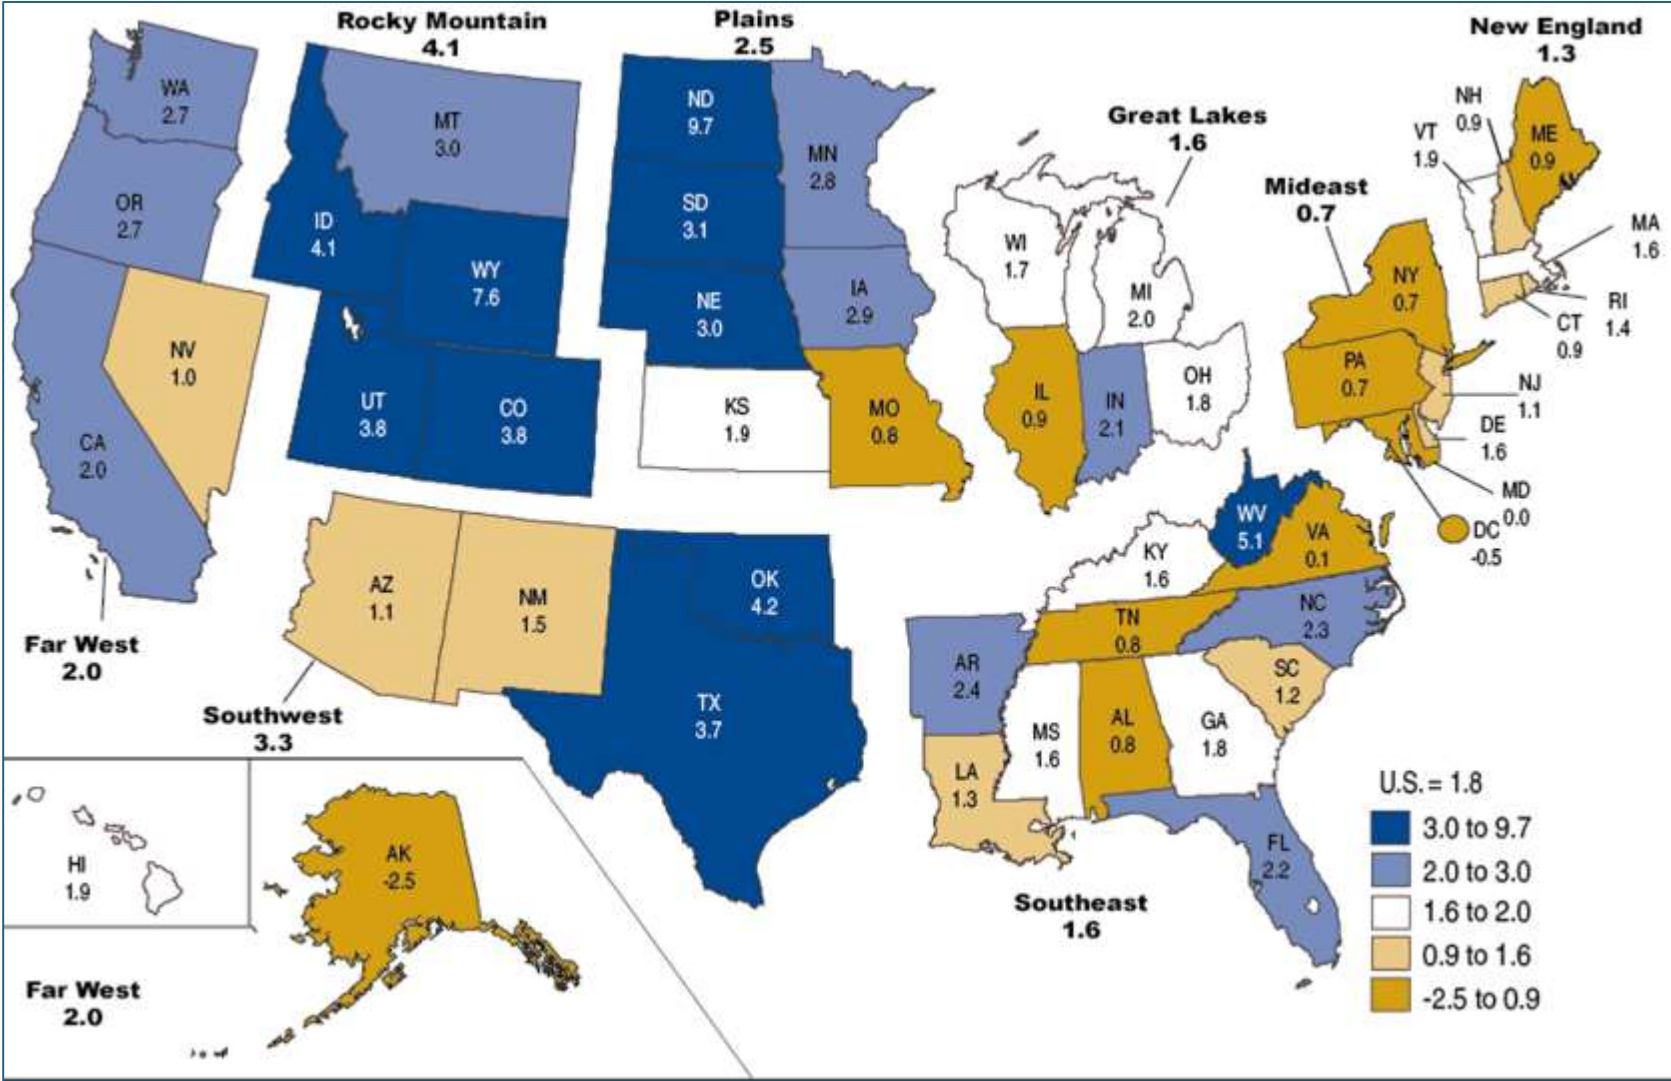 Rocky Mountain
4.1
Plains
2.5
New England
1.3
Great Lakes
1.6
Mideast
0.7
WA
2.7
OR
2.7
CA
2.0
NV
1.0
Far West
2.0
MT
3.0
ID
4.1
WY
7.6
UT
3.8
CO
3.8
ND
9.7
SD
3.1
NE
3.0
KS
1.9
MN
2.8
IA
2.9
MO
0.8
WI
1.7
MI
2.0
IL
0.9
IN
2.1
OH
1.8
NH
0.9
VT
1.9
ME
0.9
MA
1.6
RI
1.4
CT
0.9
NY
0.7
PA
0.7
NJ
1.1
DE
1.6
MD
0.0
DC
-0.5
AZ
1.1
NM
1.5
OK
4.2
TX
3.7
Southwest
3.3
WV
5.1
VA
0.1
KY
1.6
TN
0.8
NC
2.3
SC
1.2
AR
2.4
LA
1.3
MS
1.6
AL
0.8
GA
1.8
FL
2.2
Southeast
1.6
HI
1.9
AK
-2.5
Far West
2.0
U.S. = 1.8
3.0 to 9.7
2.0 to 3.0
1.6 to 2.0
0.9 to 1.6
-2.5 to 0.9